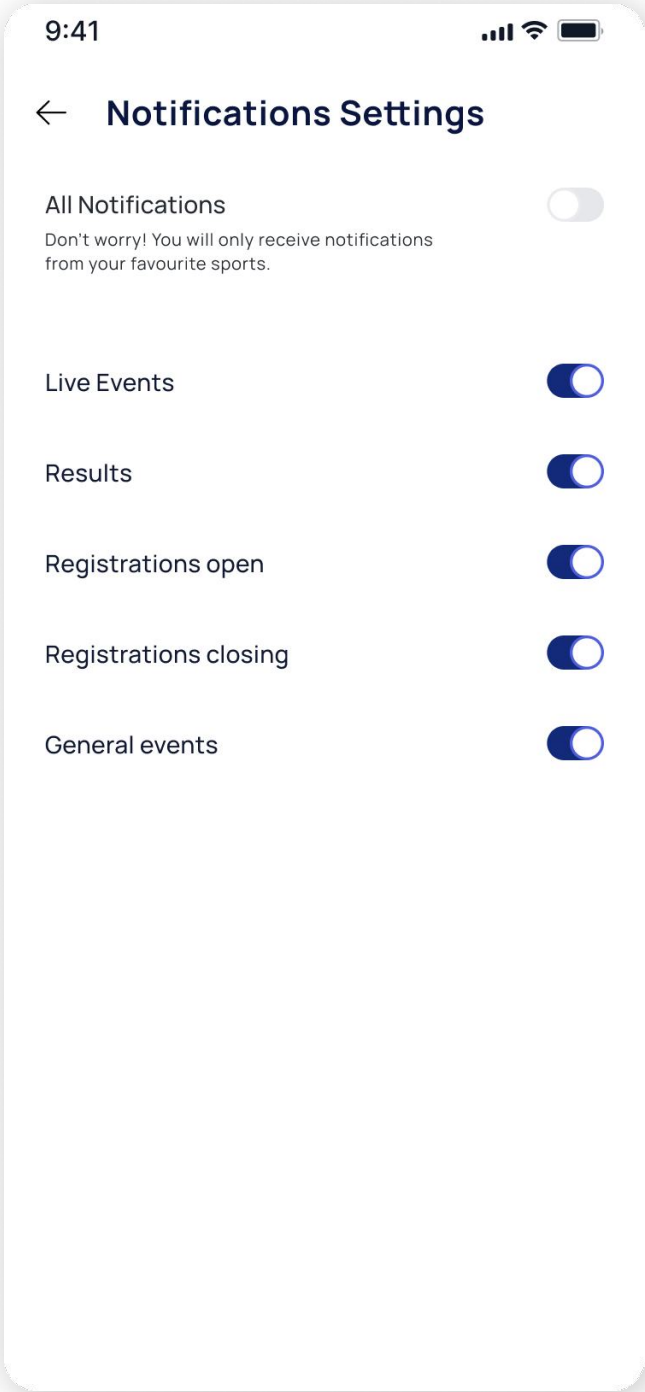 9:41
Notifications Settings
All Notifications
Don't worry! You will only receive notifications
from your favourite sports.
Live Events
Results
Registrations open
Registrations closing
General events